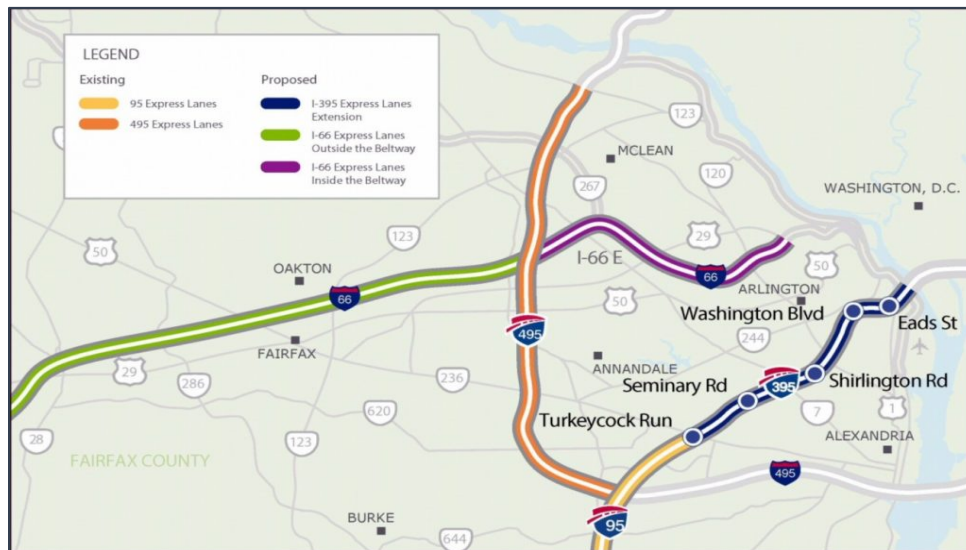 LEGEND
Existing
95 Express Lanes
495 Express Lanes
Proposed
I-395 Express Lanes
Extension
I-66 Express Lanes
Outside the Beltway
I-66 Express Lanes
Inside the Beltway
123
MCLEAN
120
WASHINGTON, D.C.
267
29
50
123
I-66 E
50
OAKTON
66
66
ARLINGTON
50
Washington Blvd
Eads St
495
244
FAIRFAX
ANNANDALE
Seminary Rd
395
Shirlington Rd
29
286
236
620
Turkeycock Run
7
1
28
123
ALEXANDRIA
FAIRFAX COUNTY
495
BURKE
95
644